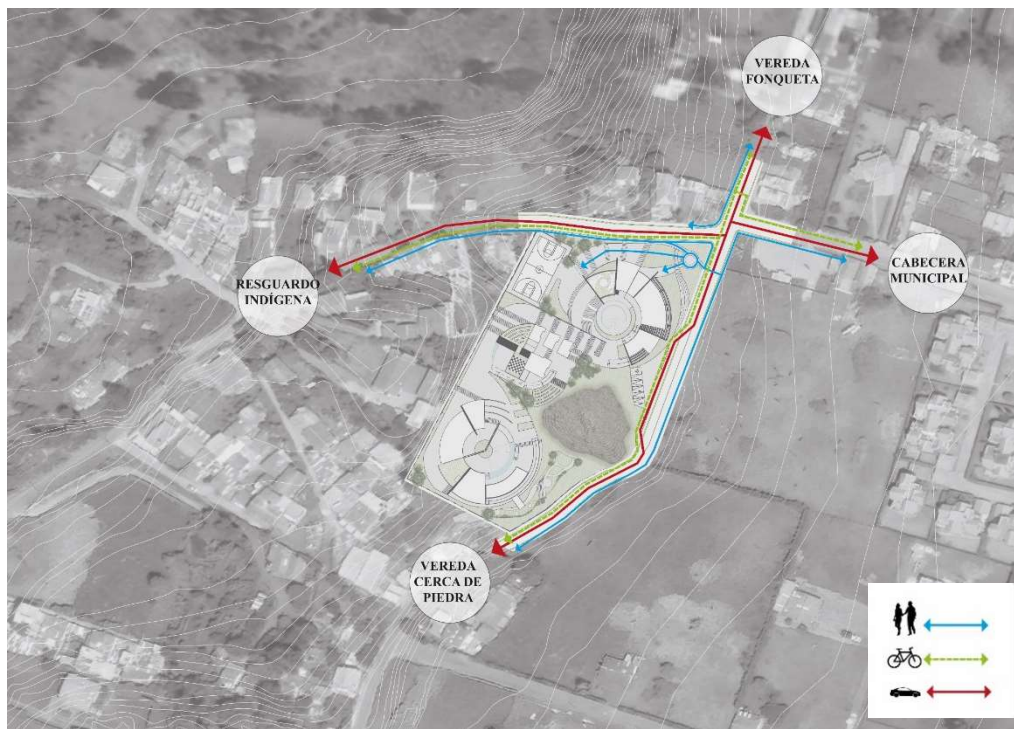 VEREDA
FONQUETA
CABECERA
MUNICIPAL
RESGUARDO
INDÍGENA
VEREDA
CERCA DE
PIEDRA